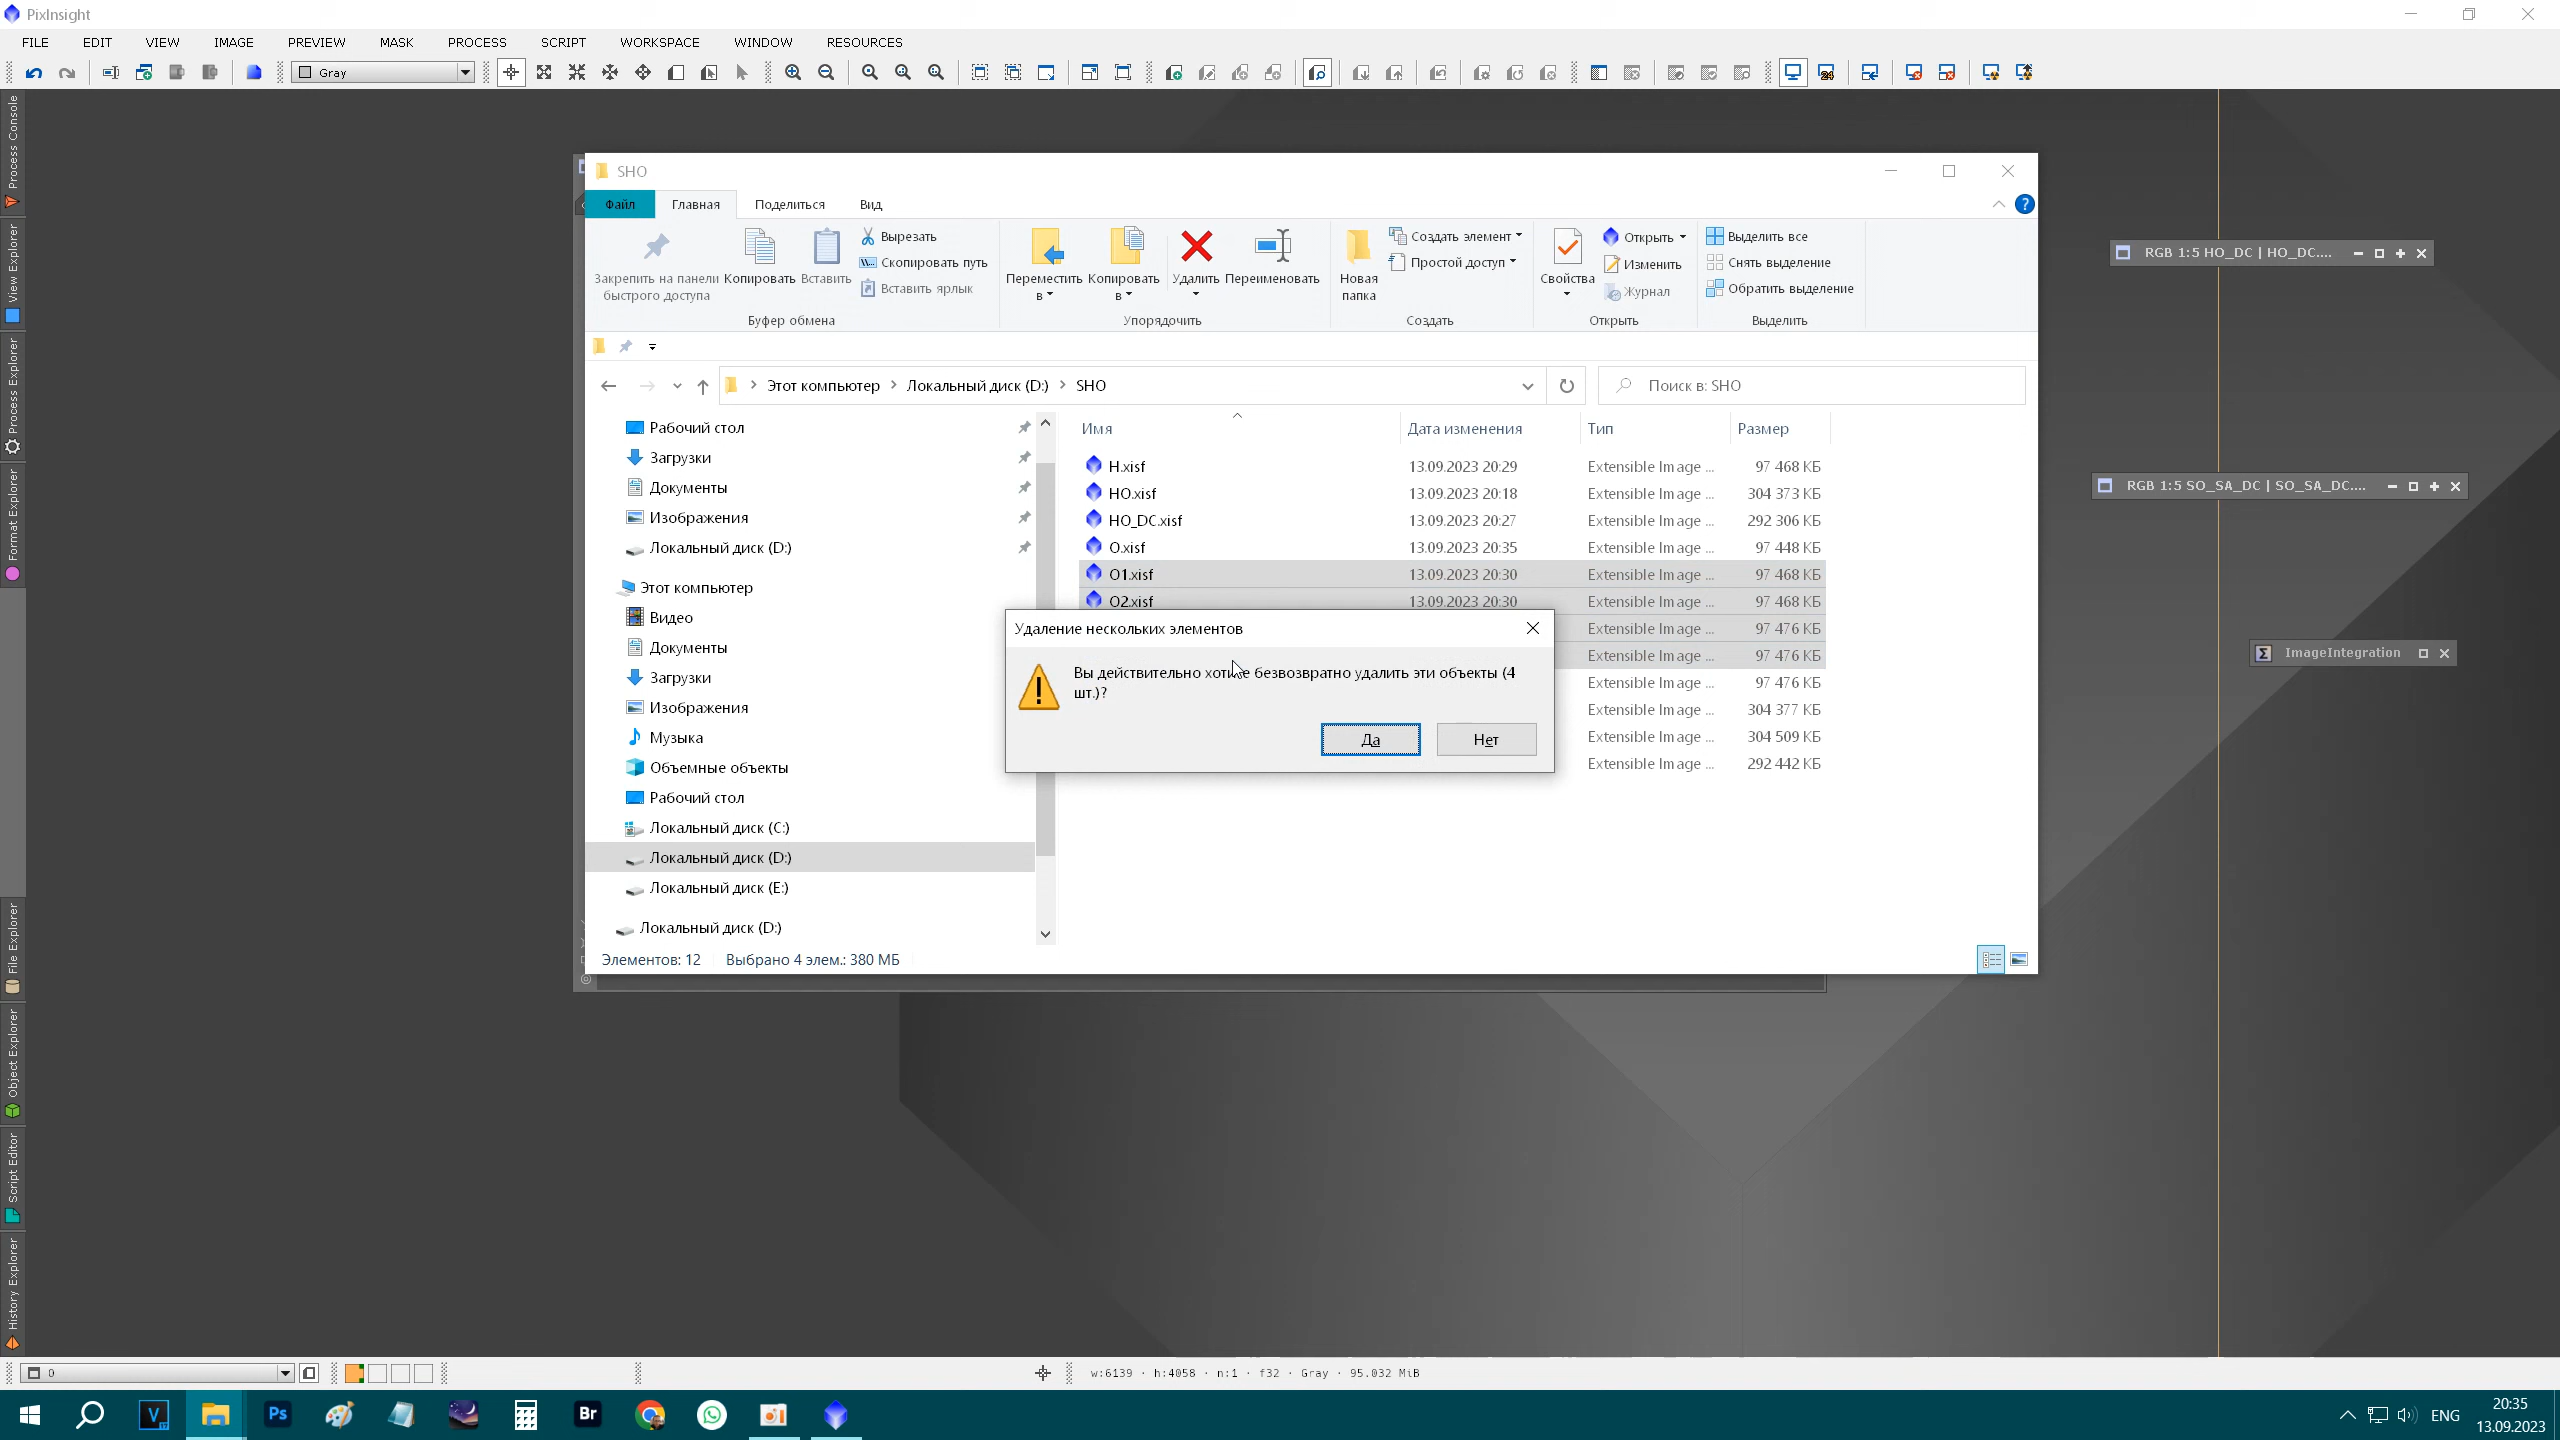 PixInsight
FILE EDIT VIEW IMAGE PREVIEW MASK PROCESS SCRIPT WORKSPACE WINDOW RESOURCES
Gray
24
Process Console
View Explorer
Process Explorer
Format Explorer
File Explorer
Object Explorer
Script Editor
History Explorer
SHO
Файл Главная Поделиться Вид
Закрепить на панели быстрого доступа
Копировать
Вставить
Вырезать
Скопировать путь
Вставить ярлык
Буфер обмена
Переместить в
Копировать в
Удалить
Переименовать
Упорядочить
Новая папка
Создать элемент
Простой доступ
Создать
Свойства
Открыть
Изменить
Журнал
Открыть
Выделить все
Снять выделение
Обратить выделение
Выделить
Этот компьютер Локальный диск (D:) SHO
Поиск в: SHO
Рабочий стол
Загрузки
Документы
Изображения
Локальный диск (D:)
Этот компьютер
Видео
Документы
Загрузки
Изображения
Музыка
Объемные объекты
Рабочий стол
Локальный диск (C:)
Локальный диск (D:)
Локальный диск (E:)
Локальный диск (D:)
Имя Дата изменения Тип Размер
H.xisf 13.09.2023 20:29 Extensible Image ... 97 468 КБ
HO.xisf 13.09.2023 20:18 Extensible Image ... 304 373 КБ
HO_DC.xisf 13.09.2023 20:27 Extensible Image ... 292 306 КБ
O.xisf 13.09.2023 20:35 Extensible Image ... 97 448 КБ
O1.xisf 13.09.2023 20:30 Extensible Image ... 97 468 КБ
O2.xisf 13.09.2023 20:30 Extensible Image ... 97 468 КБ
Extensible Image ... 97 476 КБ
Extensible Image ... 97 476 КБ
Extensible Image ... 97 476 КБ
Extensible Image ... 304 377 КБ
Extensible Image ... 304 509 КБ
Extensible Image ... 292 442 КБ
Удаление нескольких элементов
Вы действительно хотите безвозвратно удалить эти объекты (4
шт.)?
Да Нет
Элементов: 12 Выбрано 4 элем.: 380 МБ
RGB 1:5 HO_DC | HO_DC....
RGB 1:5 SO_SA_DC | SO_SA_DC....
ImageIntegration
0
w:6139 · h:4058 · n:1 · f32 · Gray · 95.032 MiB
V
17
Ps
Br
ENG
20:35
13.09.2023